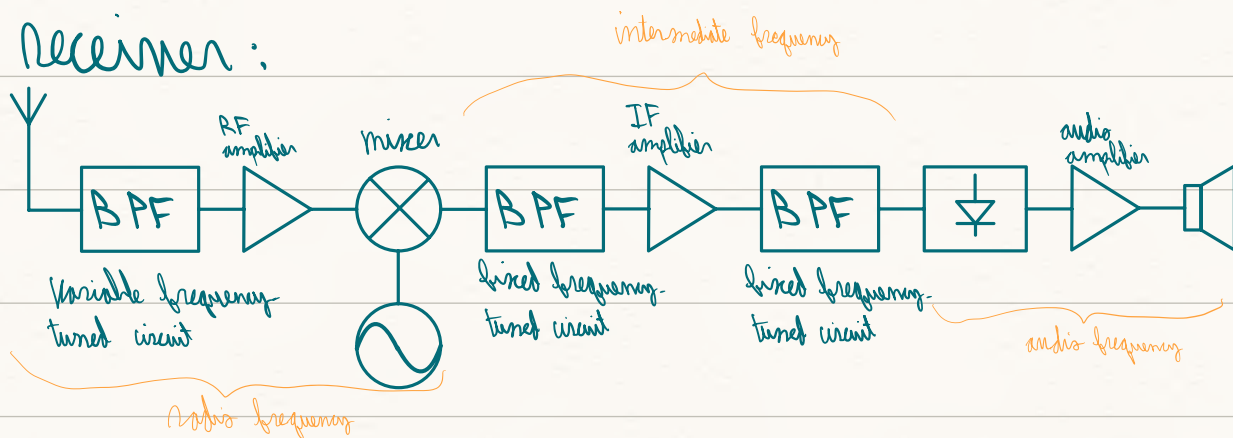 receiver:
intermediate frequency
RF
amplifier
mixer
IF
amplifier
audio
amplifier
BPF
BPF
BPF
Variable frequency-
tuned circuit
fixed frequency-
tuned circuit
fixed frequency-
tuned circuit
audio frequency
radio frequency